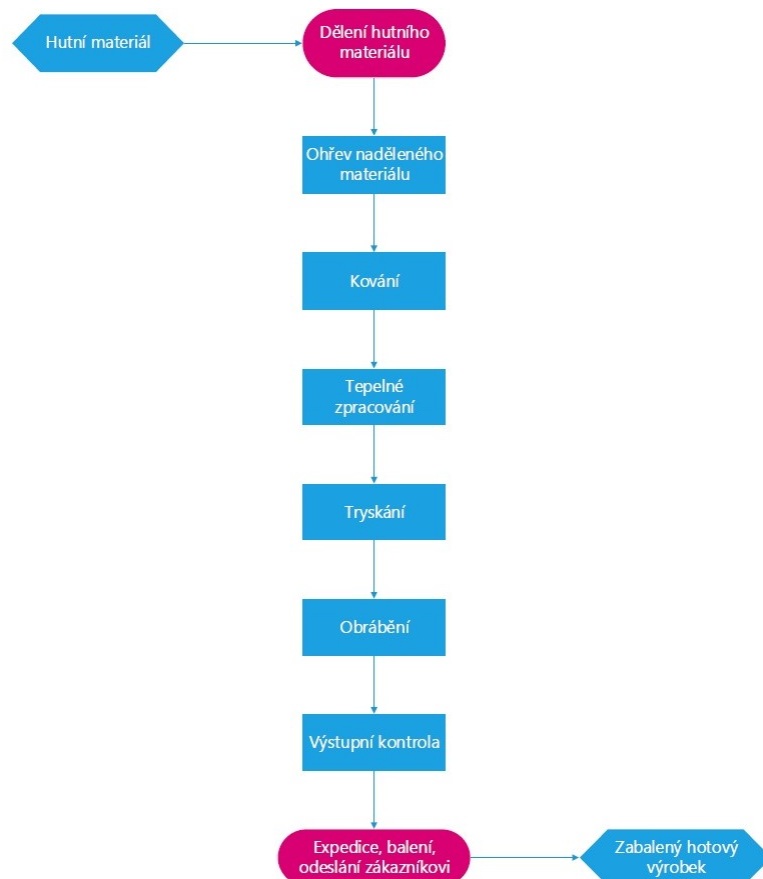 Hutní materiál
Dělení hutního
materiálu
Ohřev naděleného
materiálu
Kování
Tepelné
zpracování
Tryskání
Obrábění
Výstupní kontrola
Expedice, balení,
odeslání zákazníkovi
Zabalený hotový
výrobek